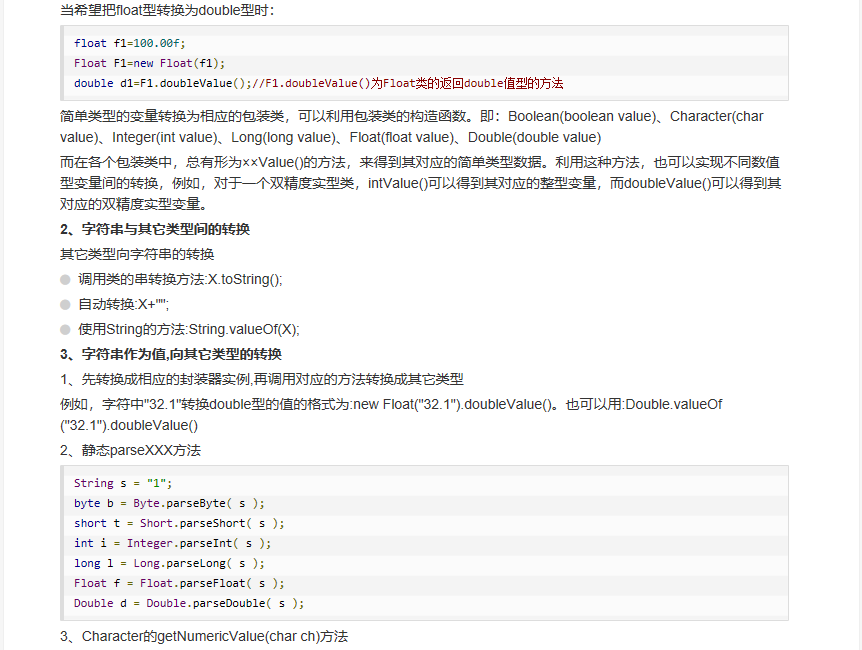 当希望把float型转换为double型时：
float f1=100.00f;
Float F1=new Float(f1);
double d1=F1.doubleValue();//F1.doubleValue()为Float类的返回double值型的方法
简单类型的变量转换为相应的包装类，可以利用包装类的构造函数。即：Boolean(boolean value)、Character(char
value)、Integer(int value)、Long(long value)、Float(float value)、Double(double value)
而在各个包装类中，总有形为××Value()的方法，来得到其对应的简单类型数据。利用这种方法，也可以实现不同数值
型变量间的转换，例如，对于一个双精度实型类，intValue()可以得到其对应的整型变量，而doubleValue()可以得到其
对应的双精度实型变量。
2、字符串与其它类型间的转换
其它类型向字符串的转换
调用类的串转换方法:X.toString();
自动转换:X+"";
使用String的方法:String.valueOf(X);
3、字符串作为值,向其它类型的转换
1、先转换成相应的封装器实例,再调用对应的方法转换成其它类型
例如，字符中"32.1"转换double型的值的格式为:new Float("32.1").doubleValue()。也可以用:Double.valueOf
("32.1").doubleValue()
2、静态parseXXX方法
String s = "1";
byte b = Byte.parseByte( s );
short t = Short.parseShort( s );
int i = Integer.parseInt( s );
long l = Long.parseLong( s );
Float f = Float.parseFloat( s );
Double d = Double.parseDouble( s );
3、Character的getNumericValue(char ch)方法